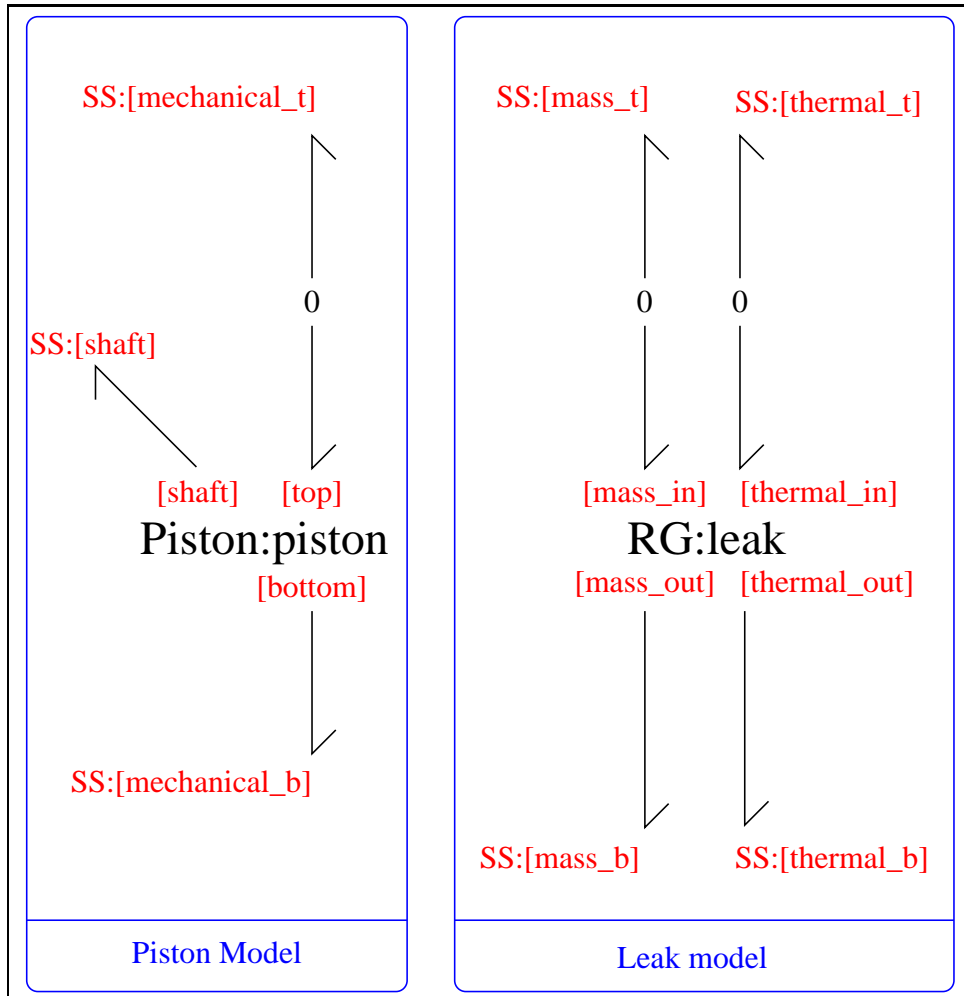 SS:[mechanical_t]
0
SS:[shaft]
[shaft] [top]
Piston:piston
[bottom]
SS:[mechanical_b]
Piston Model
SS:[mass_t] SS:[thermal_t]
0 0
[mass_in] [thermal_in]
RG:leak
[mass_out] [thermal_out]
SS:[mass_b] SS:[thermal_b]
Leak model